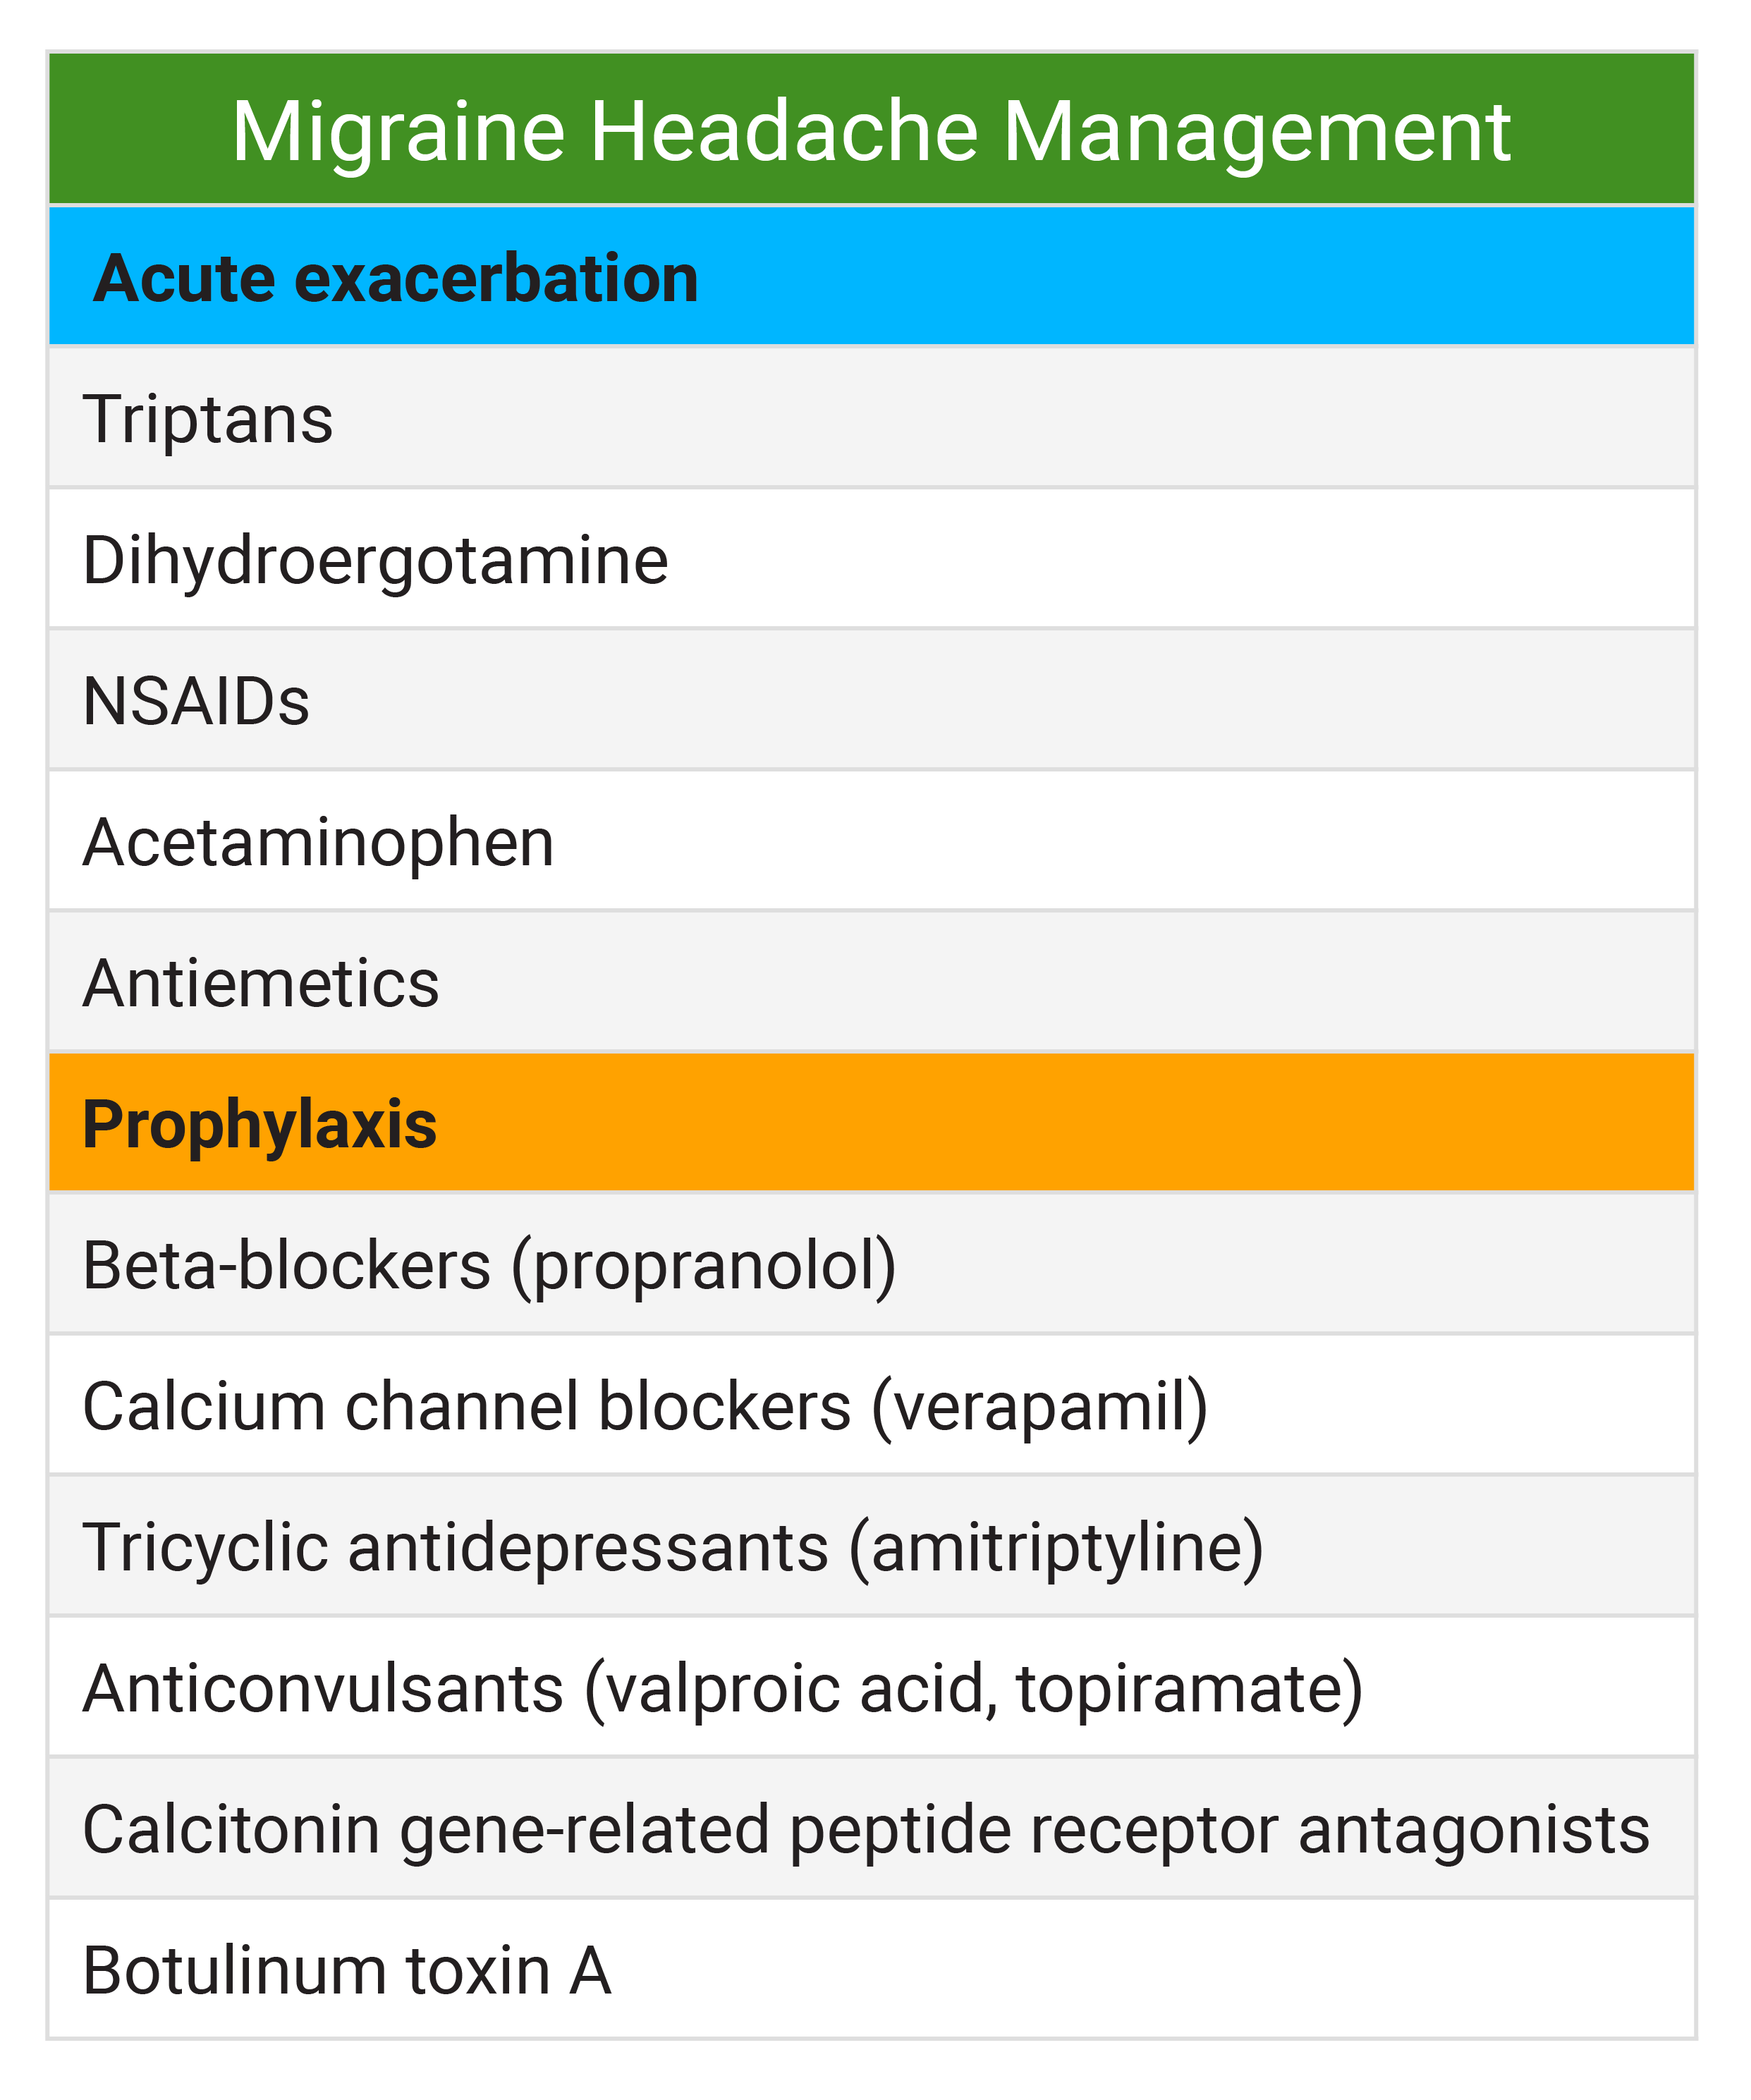 Migraine Headache Management
Acute exacerbation
Triptans
Dihydroergotamine
NSAIDs
Acetaminophen
Antiemetics
Prophylaxis
Beta-blockers (propranolol)
Calcium channel blockers (verapamil)
Tricyclic antidepressants (amitriptyline)
Anticonvulsants (valproic acid, topiramate)
Calcitonin gene-related peptide receptor antagonists
Botulinum toxin A